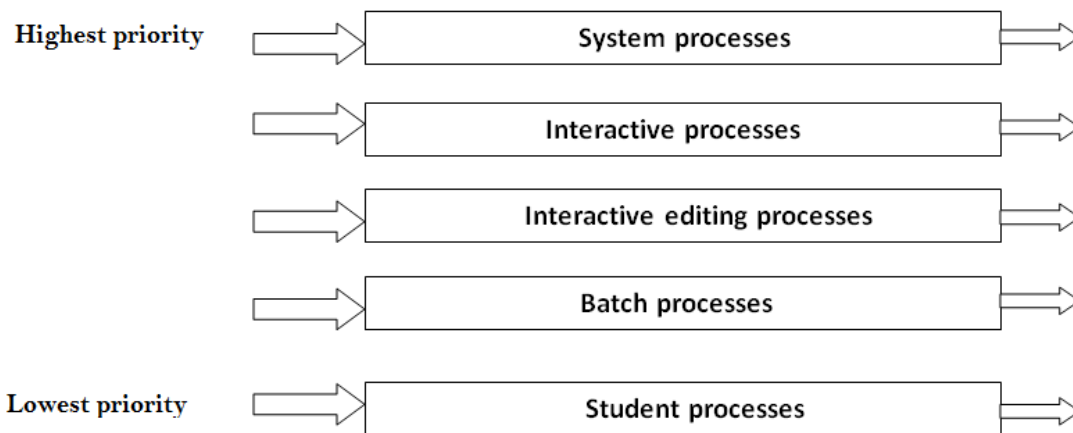 Highest priority
System processes
Interactive processes
Interactive editing processes
Batch processes
Lowest priority
Student processes